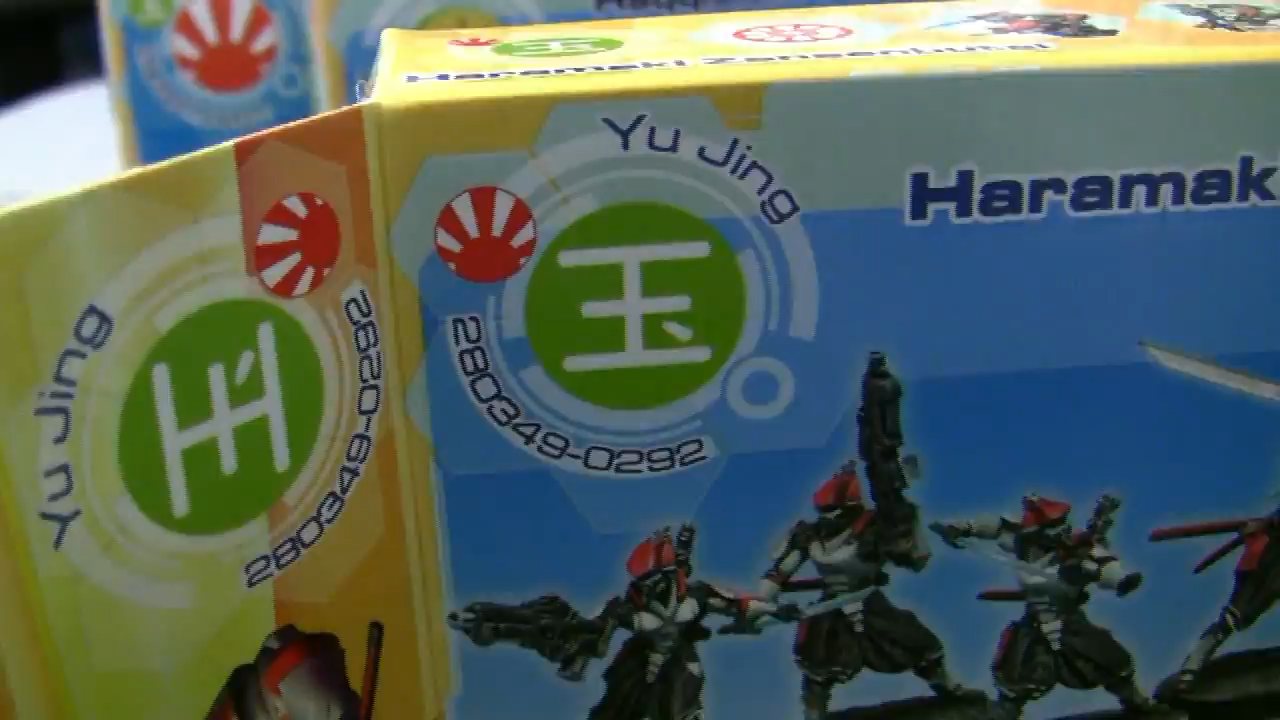 Haramaki Zensenbutai
Yu Jing
玉
280349-0292
Haramak
Yu Jing
玉
280349-0292